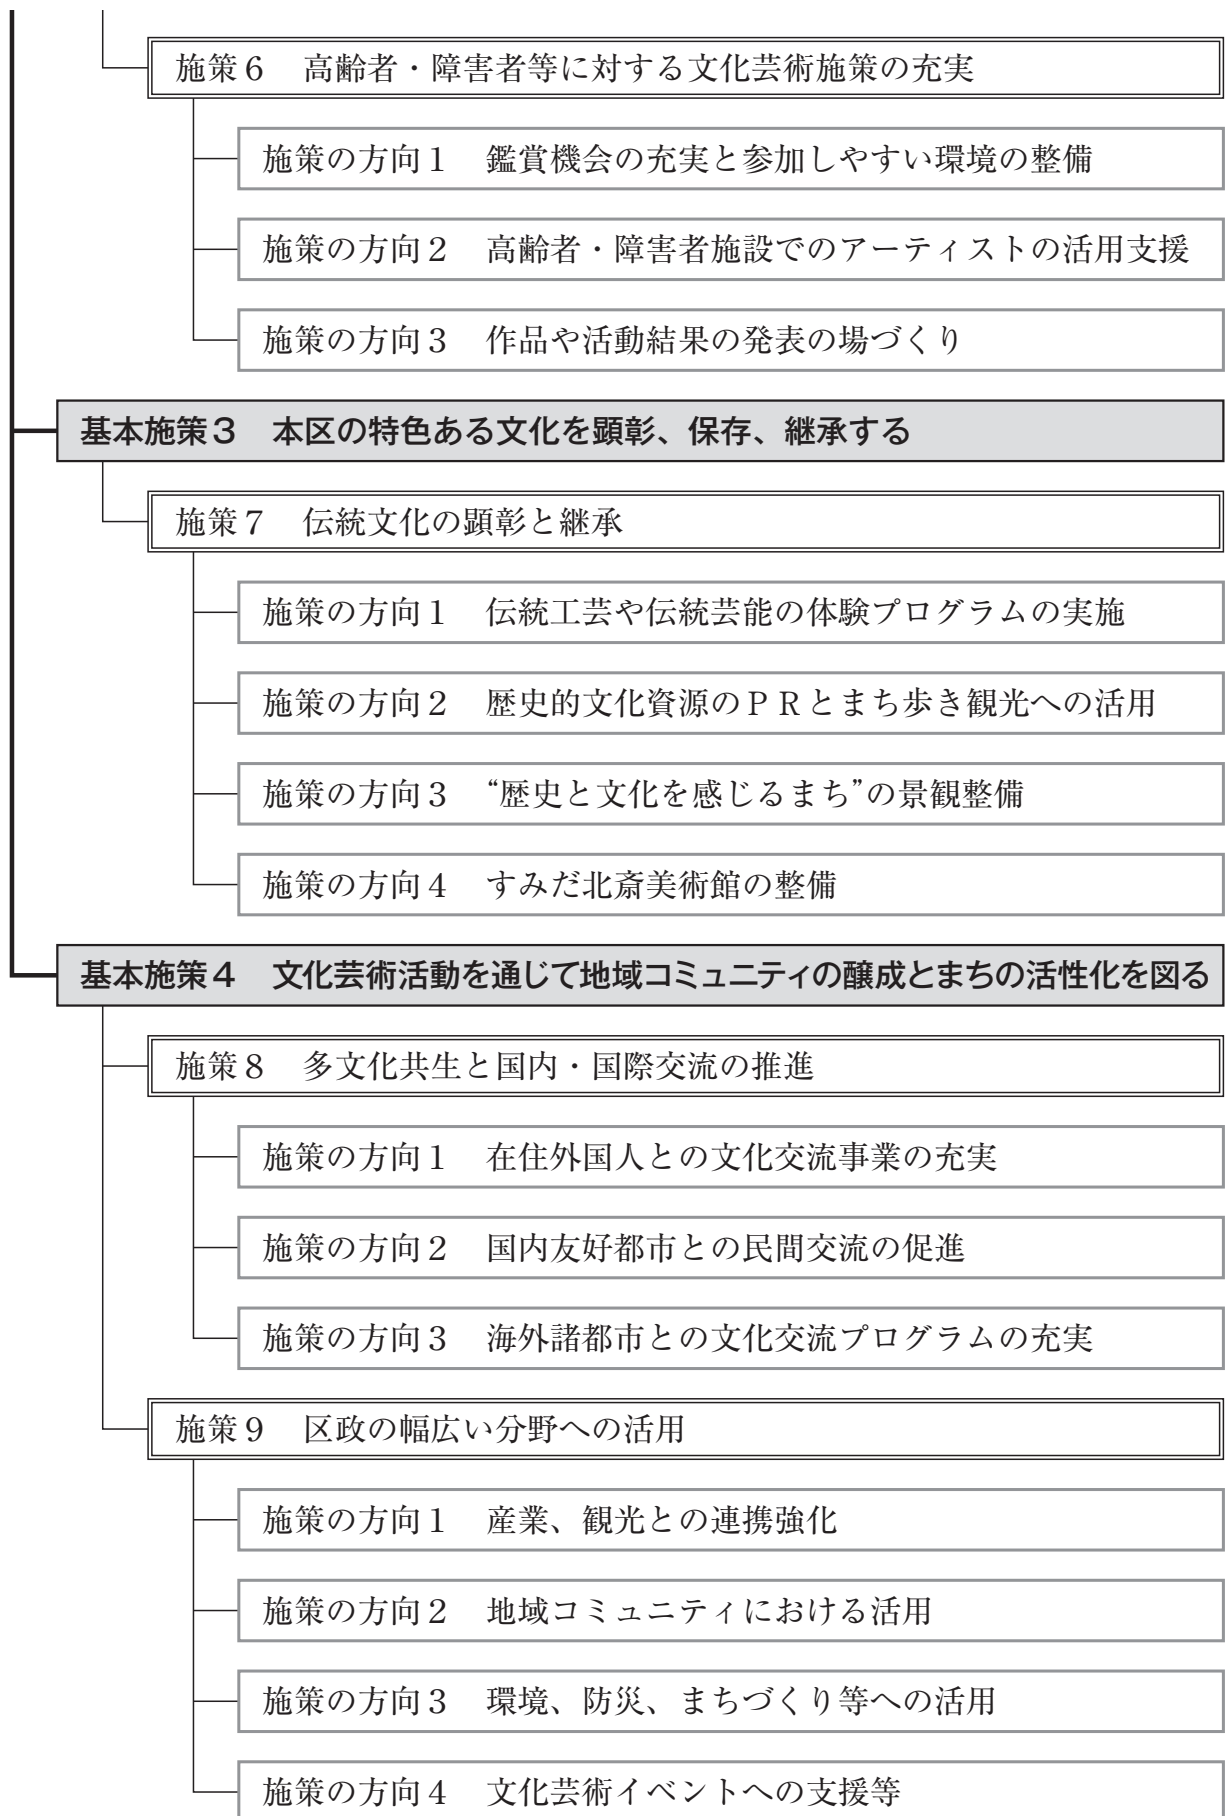 施策6　高齢者・障害者等に対する文化芸術施策の充実
施策の方向1　鑑賞機会の充実と参加しやすい環境の整備
施策の方向2　高齢者・障害者施設でのアーティストの活用支援
施策の方向3　作品や活動結果の発表の場づくり
基本施策3　本区の特色ある文化を顕彰、保存、継承する
施策7　伝統文化の顕彰と継承
施策の方向1　伝統工芸や伝統芸能の体験プログラムの実施
施策の方向2　歴史的文化資源のPRとまち歩き観光への活用
施策の方向3　“歴史と文化を感じるまち”の景観整備
施策の方向4　すみだ北斎美術館の整備
基本施策4　文化芸術活動を通じて地域コミュニティの醸成とまちの活性化を図る
施策8　多文化共生と国内・国際交流の推進
施策の方向1　在住外国人との文化交流事業の充実
施策の方向2　国内友好都市との民間交流の促進
施策の方向3　海外諸都市との文化交流プログラムの充実
施策9　区政の幅広い分野への活用
施策の方向1　産業、観光との連携強化
施策の方向2　地域コミュニティにおける活用
施策の方向3　環境、防災、まちづくり等への活用
施策の方向4　文化芸術イベントへの支援等